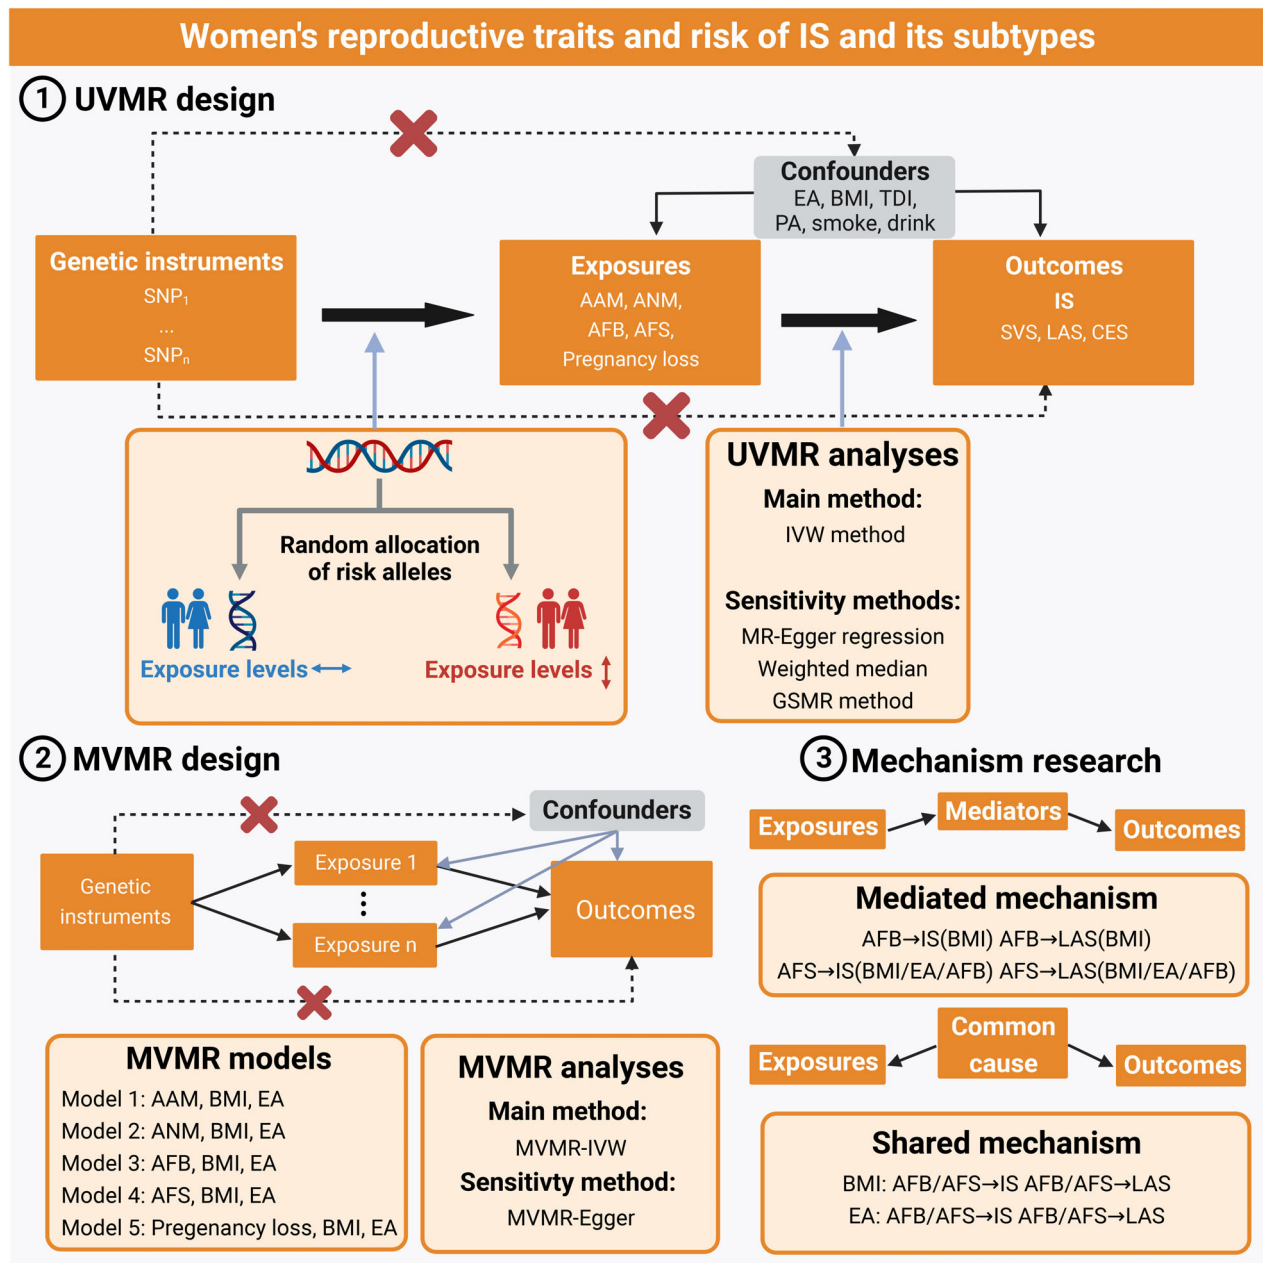 Women's reproductive traits and risk of IS and its subtypes
1 UVMR design
Confounders
EA, BMI, TDI,
PA, smoke, drink
Genetic instruments
SNP₁
...
SNPₙ
Exposures
AAM, ANM,
AFB, AFS,
Pregnancy loss
Outcomes
IS
SVS, LAS, CES
Random allocation
of risk alleles
Exposure levels
Exposure levels
UVMR analyses
Main method:
IVW method
Sensitivity methods:
MR-Egger regression
Weighted median
GSMR method
2 MVMR design
Confounders
Genetic
instruments
Exposure 1
Exposure n
Outcomes
MVMR models
Model 1: AAM, BMI, EA
Model 2: ANM, BMI, EA
Model 3: AFB, BMI, EA
Model 4: AFS, BMI, EA
Model 5: Pregenancy loss, BMI, EA
MVMR analyses
Main method:
MVMR-IVW
Sensitivty method:
MVMR-Egger
3 Mechanism research
Exposures
Mediators
Outcomes
Mediated mechanism
AFB→IS(BMI) AFB→LAS(BMI)
AFS→IS(BMI/EA/AFB) AFS→LAS(BMI/EA/AFB)
Exposures
Common
cause
Outcomes
Shared mechanism
BMI: AFB/AFS→IS AFB/AFS→LAS
EA: AFB/AFS→IS AFB/AFS→LAS